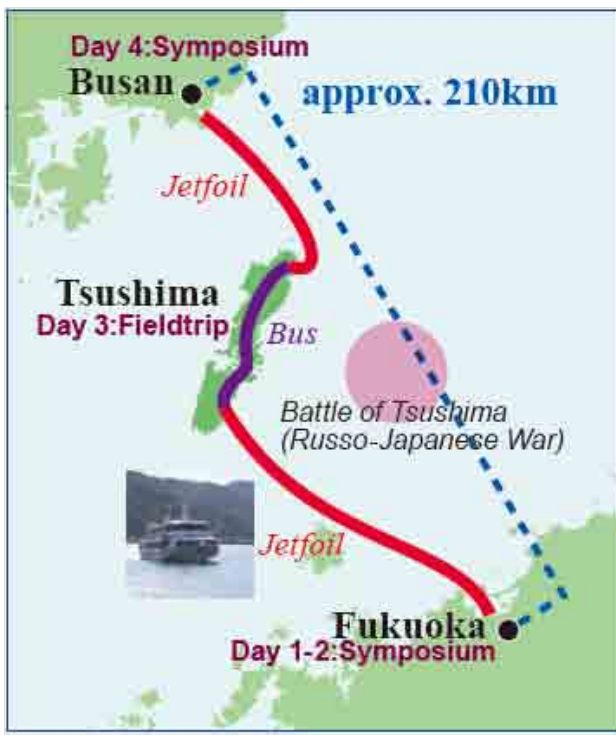 Day 4:Symposium
Busan
approx. 210km
Jetfoil
Tsushima
Day 3:Fieldtrip
Bus
Battle of Tsushima
(Russo-Japanese War)
Jetfoil
Fukuoka
Day 1-2:Symposium